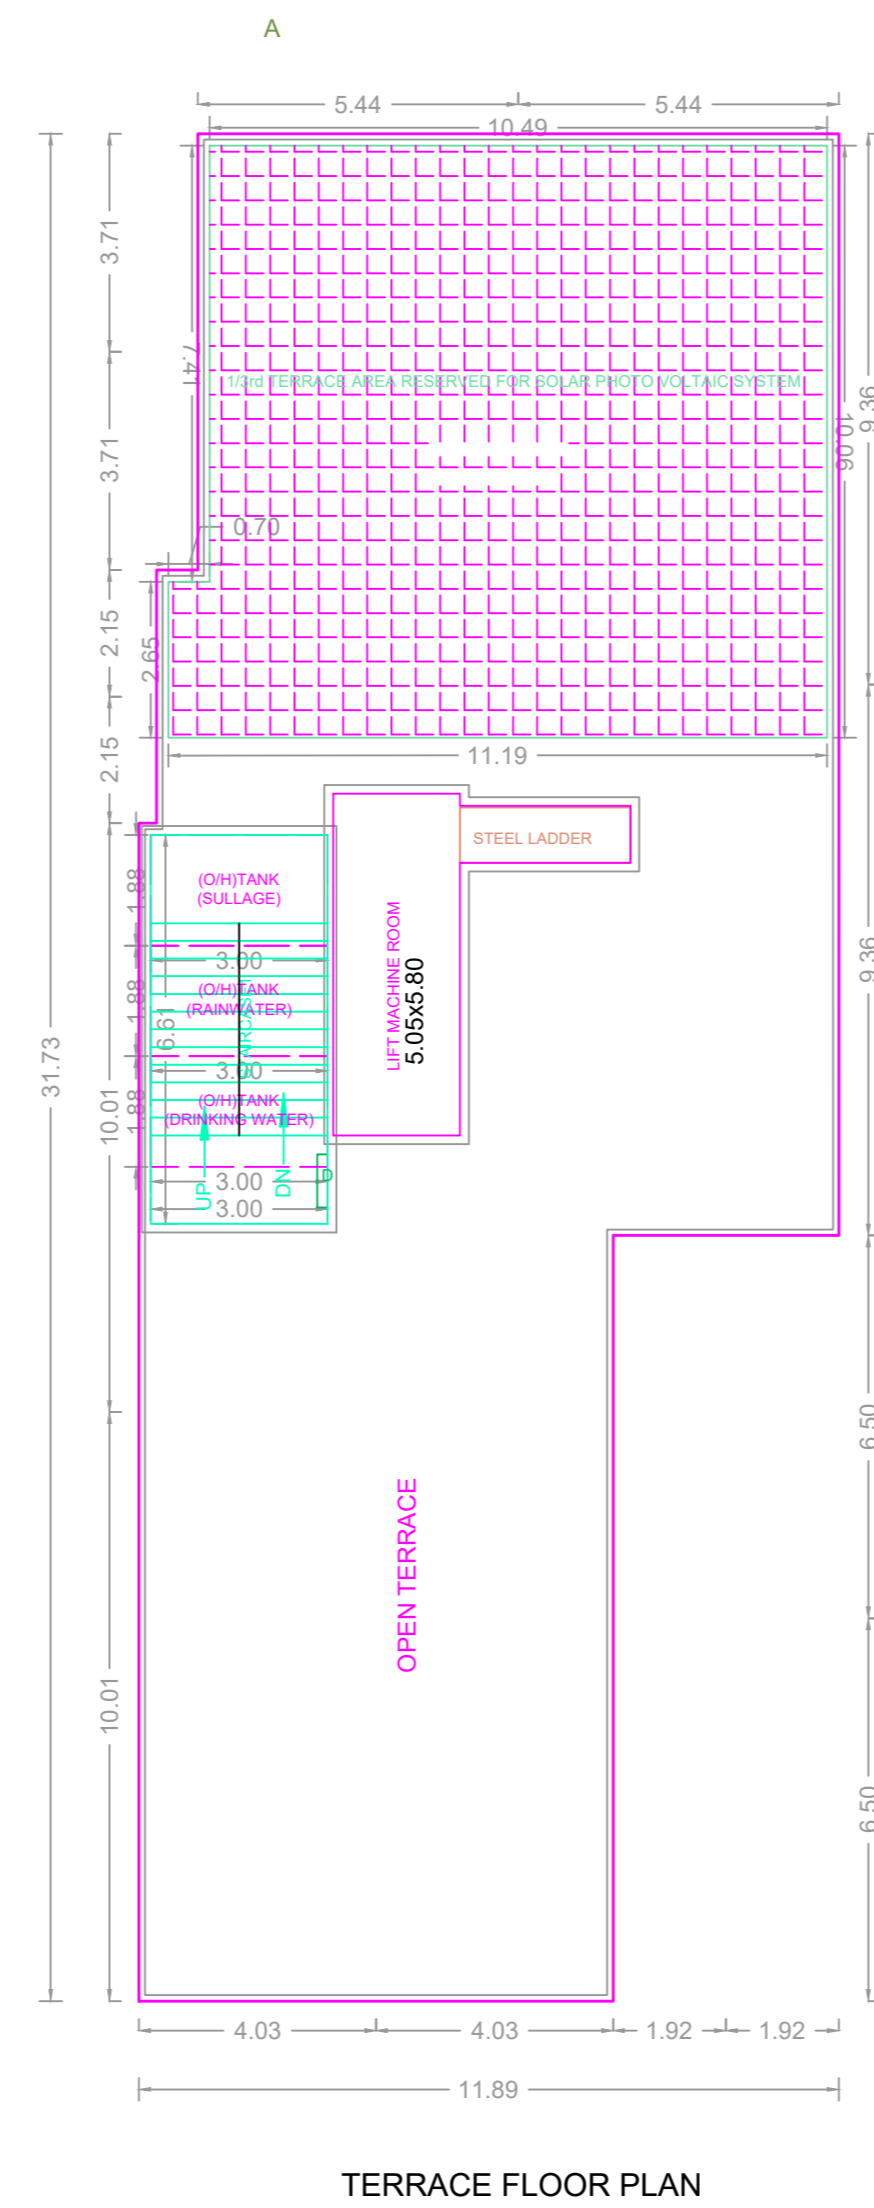 A
5.44
5.44
10.49
3.71
7.41
1/3rd TERRACE AREA RESERVED FOR SOLAR PHOTO VOLTAIC SYSTEM
10.06
9.36
3.71
0.70
2.15
2.65
2.15
11.19
STEEL LADDER
(O/H)TANK
(SULLAGE)
1.88
3.00
LIFT MACHINE ROOM
5.05x5.80
9.36
(O/H)TANK
(RAINWATER)
1.88
6.61
31.73
3.00
10.01
(O/H)TANK
(DRINKING WATER)
1.88
D
3.00
UP
DN
3.00
6.50
OPEN TERRACE
10.01
6.50
4.03
4.03
1.92
1.92
11.89
TERRACE FLOOR PLAN